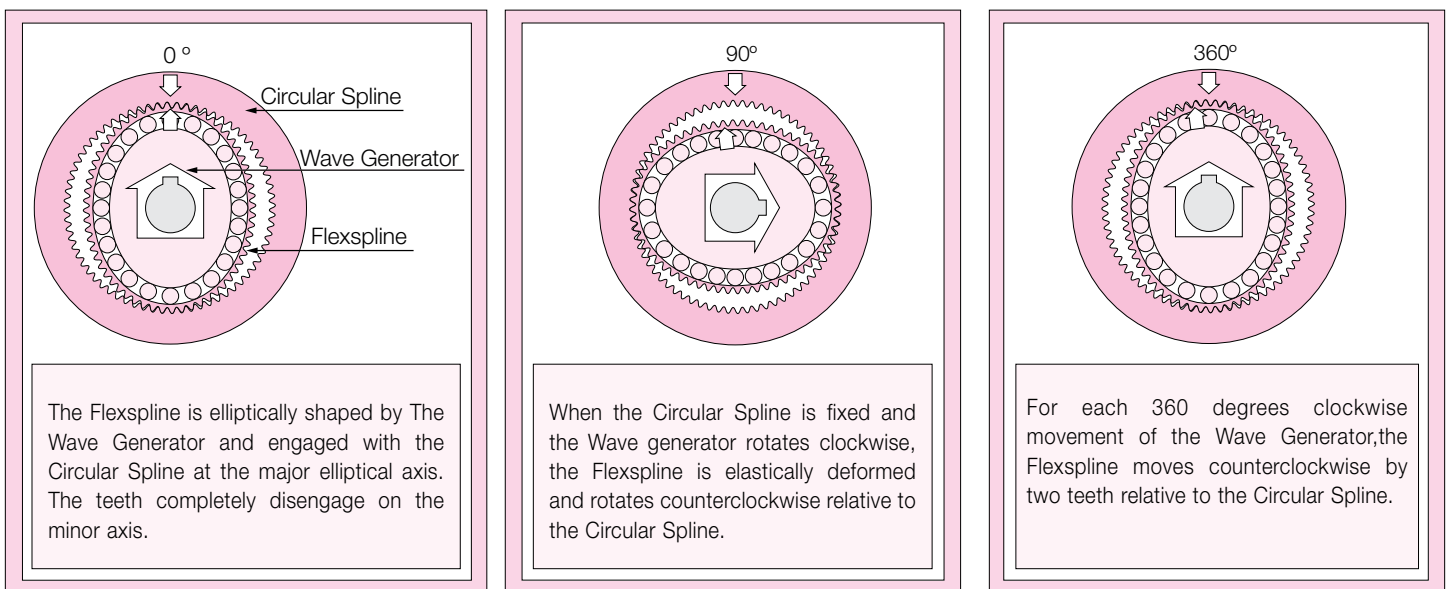 0 º
Circular Spline
Wave Generator
Flexspline
The Flexspline is elliptically shaped by The
Wave Generator and engaged with the
Circular Spline at the major elliptical axis.
The teeth completely disengage on the
minor axis.
90º
When the Circular Spline is fixed and
the Wave generator rotates clockwise,
the Flexspline is elastically deformed
and rotates counterclockwise relative to
the Circular Spline.
360º
For each 360 degrees clockwise
movement of the Wave Generator,the
Flexspline moves counterclockwise by
two teeth relative to the Circular Spline.